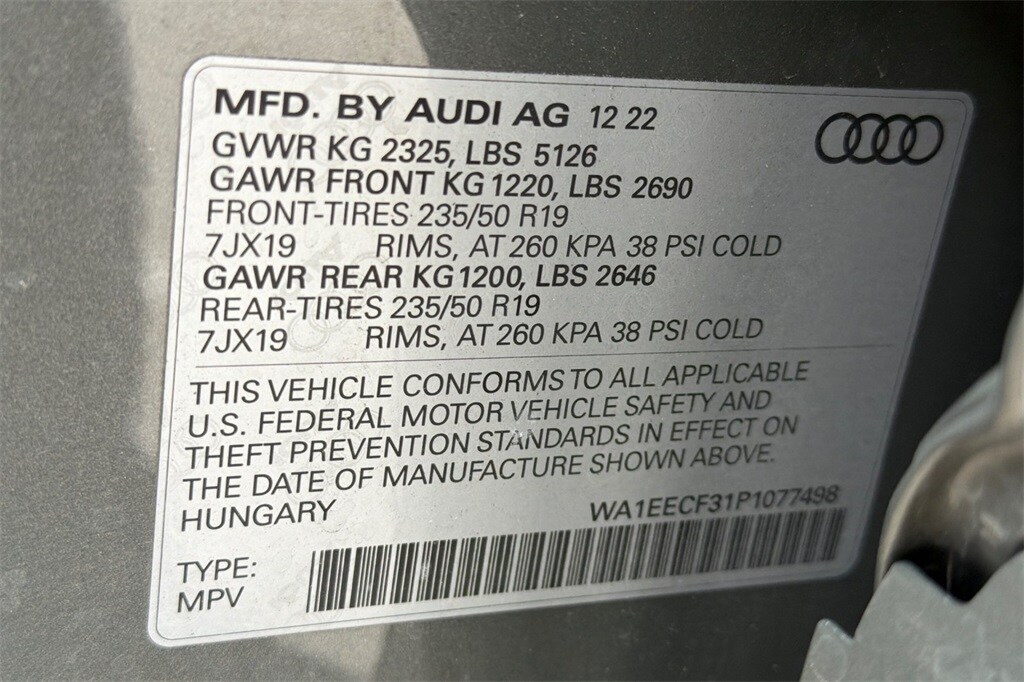 MFD. BY AUDI AG 12 22
GVWR KG 2325, LBS 5126
GAWR FRONT KG 1220, LBS 2690
FRONT-TIRES 235/50 R19
7JX19 RIMS, AT 260 KPA 38 PSI COLD
GAWR REAR KG 1200, LBS 2646
REAR-TIRES 235/50 R19
7JX19 RIMS, AT 260 KPA 38 PSI COLD
THIS VEHICLE CONFORMS TO ALL APPLICABLE
U.S. FEDERAL MOTOR VEHICLE SAFETY AND
THEFT PREVENTION STANDARDS IN EFFECT ON
THE DATE OF MANUFACTURE SHOWN ABOVE.
HUNGARY WA1EECF31P1077498
TYPE:
MPV